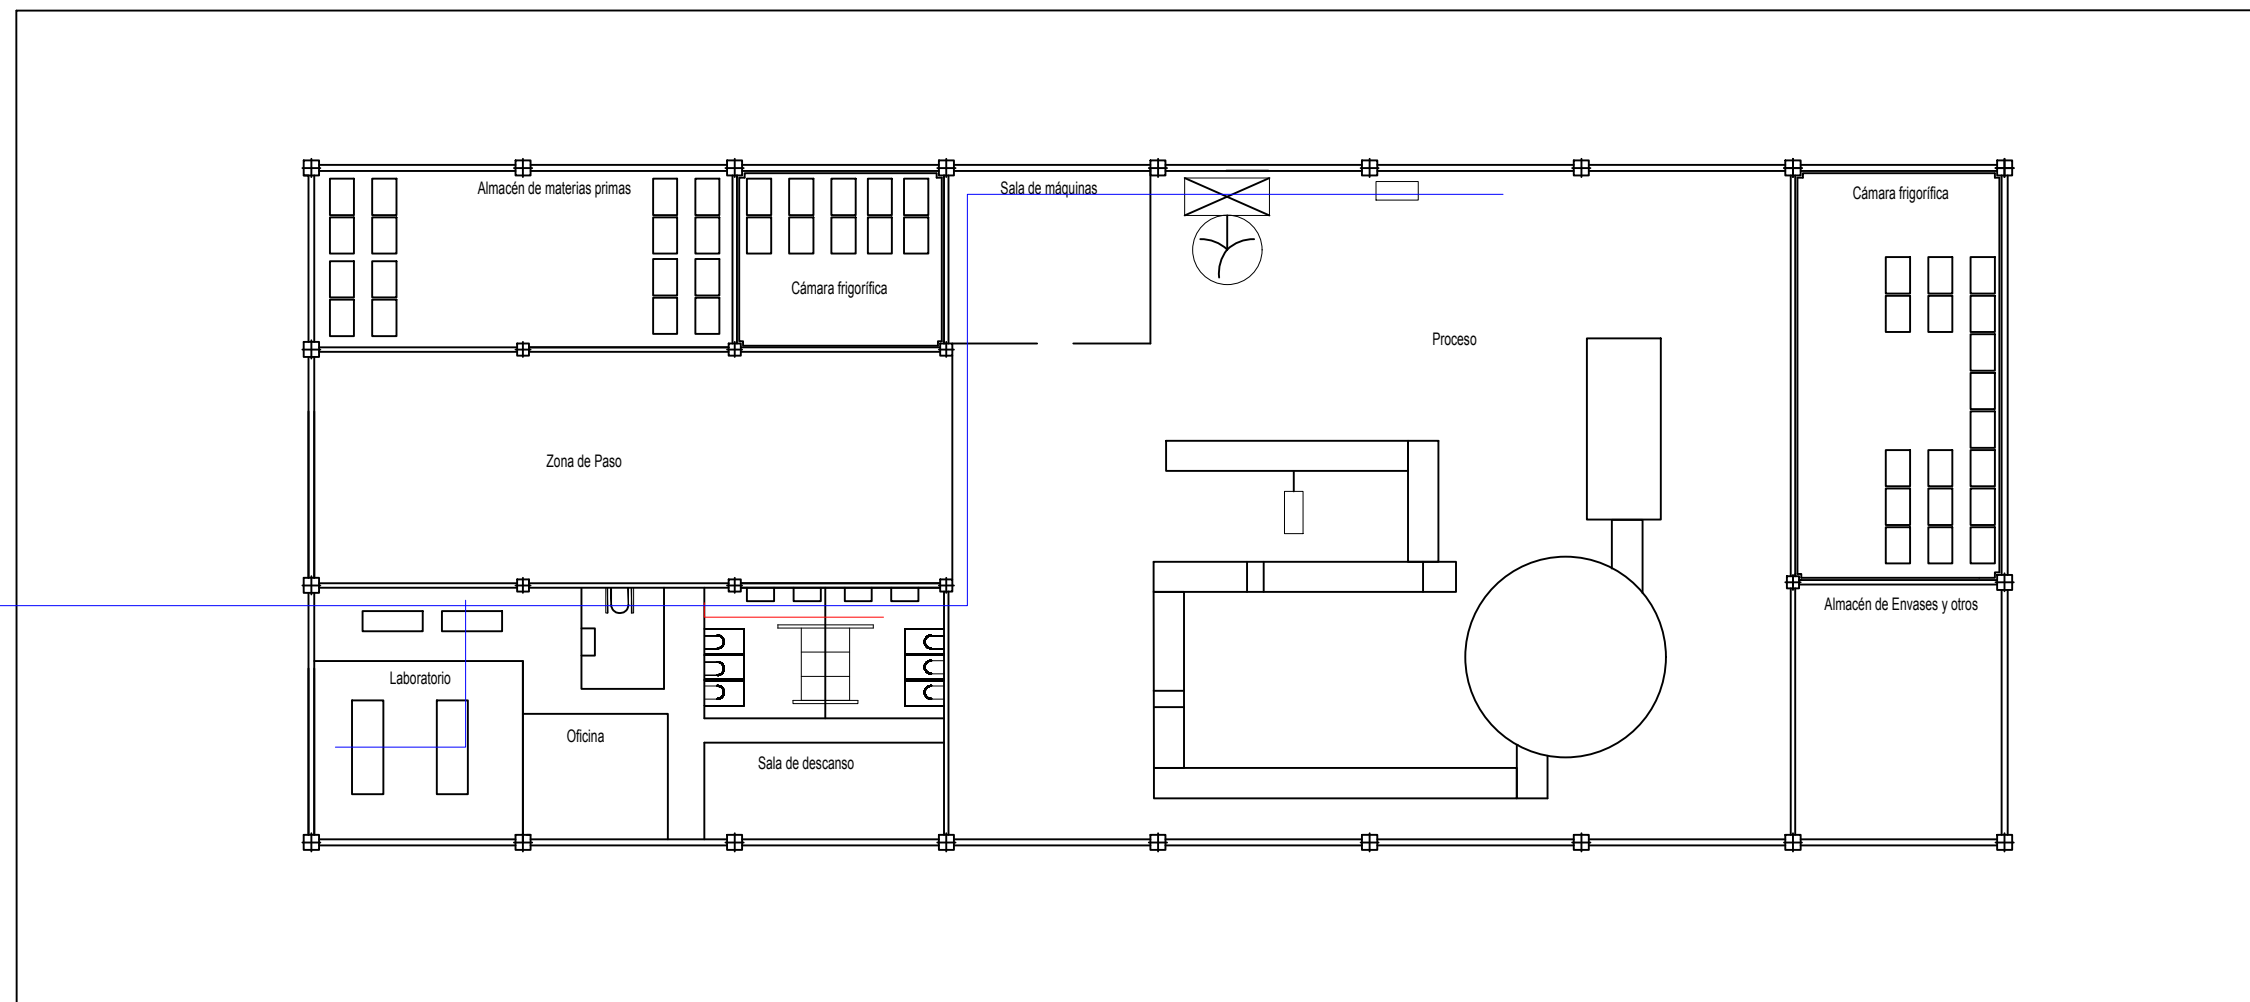 Almacén de materias primas
Sala de máquinas
Cámara frigorífica
Cámara frigorífica
Proceso
Zona de Paso
Almacén de Envases y otros
Laboratorio
Oficina
Sala de descanso